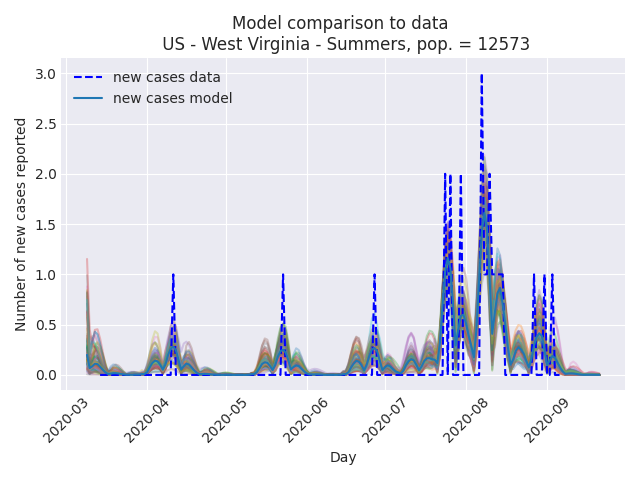 Model comparison to data
US - West Virginia - Summers, pop. = 12573
new cases data
new cases model
Number of new cases reported
3.0
2.5
2.0
1.5
1.0
0.5
0.0
2020-03
2020-04
2020-05
2020-06
2020-07
2020-08
2020-09
Day